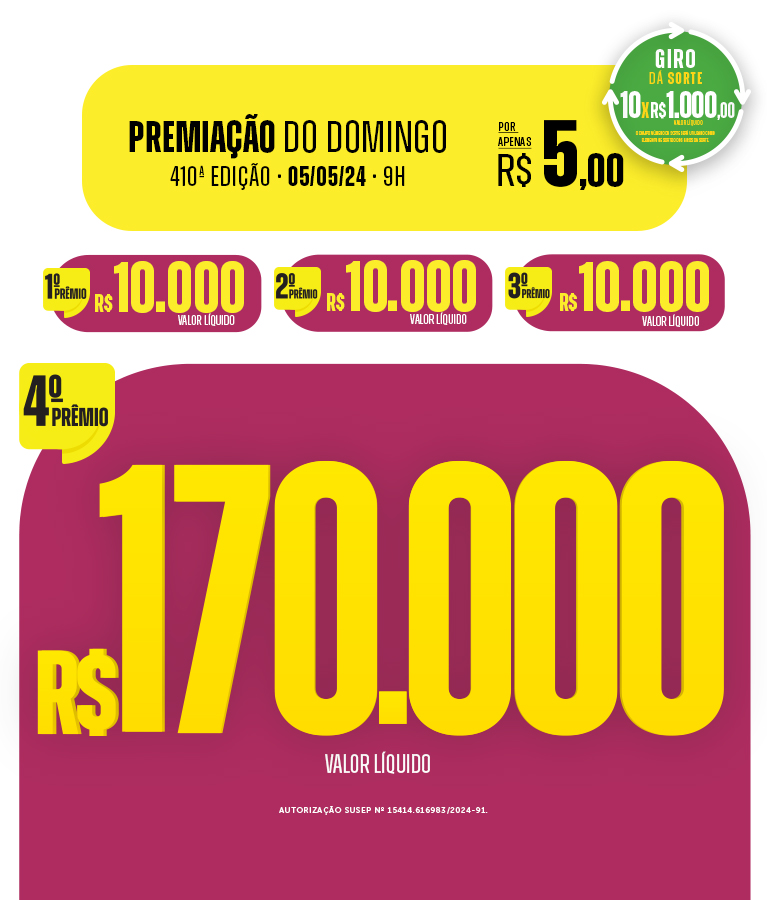 GIRO
DÁ SORTE
10XR$1.000,00
VALOR LÍQUIDO
PREMIAÇÃO DO DOMINGO
410ª EDIÇÃO · 05/05/24 · 9H
POR
APENAS
R$ 5,00
1º
PRÊMIO
R$ 10.000
VALOR LÍQUIDO
2º
PRÊMIO
R$ 10.000
VALOR LÍQUIDO
3º
PRÊMIO
R$ 10.000
VALOR LÍQUIDO
4º
PRÊMIO
R$170.000
VALOR LÍQUIDO
AUTORIZAÇÃO SUSEP Nº 15414.616983/2024-91.